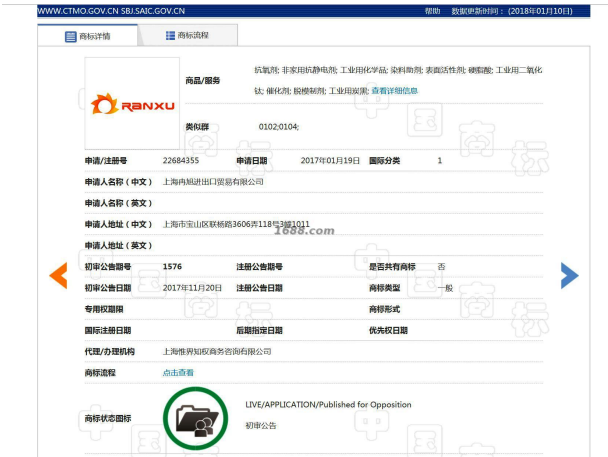 WWW.CTMO.GOV.CN SBJ.SAIC.GOV.CN 帮助 数据更新时间：(2018年01月10日)
商标详情 商标流程
RANXU
商品/服务 抗氧剂; 非家用抗静电剂; 工业用化学品; 染料助剂; 表面活性剂; 硬脂酸; 工业用二氧化
钛; 催化剂; 脱模制剂; 工业用炭黑; 查看详细信息
类似群 0102;0104;
申请/注册号 22684355 申请日期 2017年01月19日 国际分类 1
申请人名称（中文） 上海冉旭进出口贸易有限公司
申请人名称（英文）
申请人地址（中文） 上海市宝山区联杨路3606弄118号3幢1011
1688.com
申请人地址（英文）
初审公告期号 1576 注册公告期号 是否共有商标 否
初审公告日期 2017年11月20日 注册公告日期 商标类型 一般
专用权期限 商标形式
国际注册日期 后期指定日期 优先权日期
代理/办理机构 上海惟界知权商务咨询有限公司
商标流程 点击查看
商标状态图标 LIVE/APPLICATION/Published for Opposition
初审公告